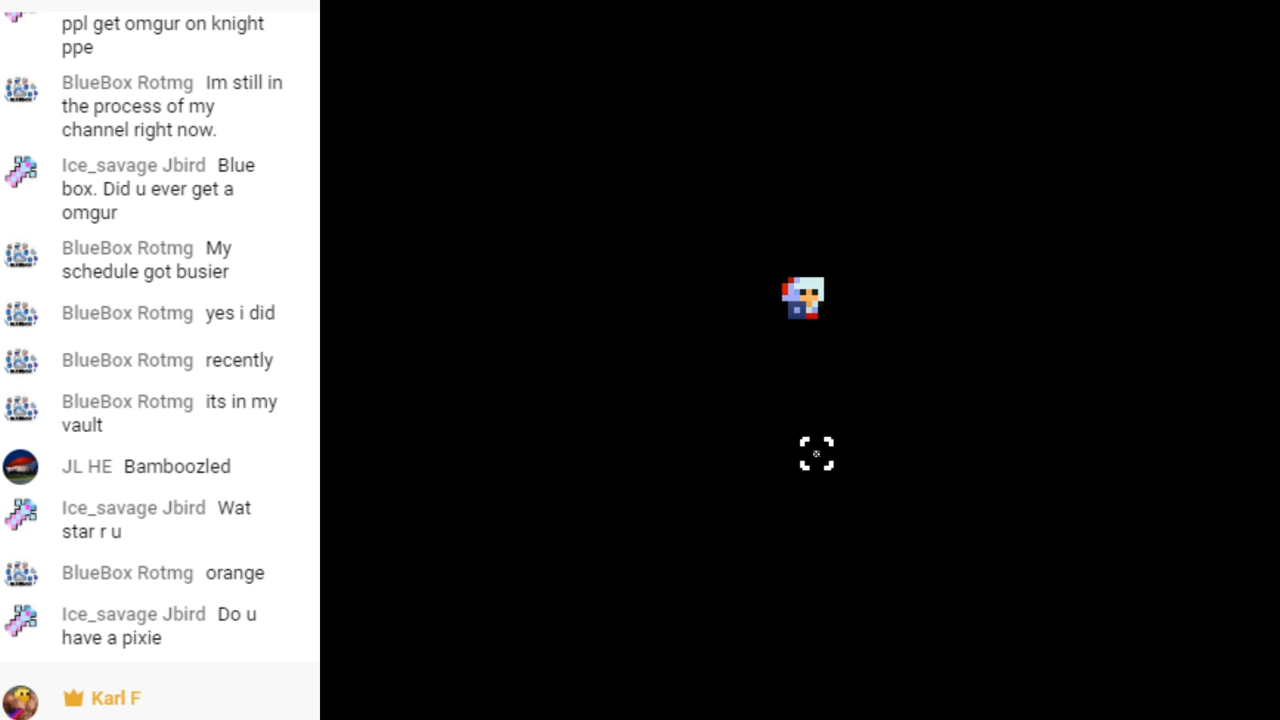 ppl get omgur on knight
ppe
BlueBox Rotmg Im still in
the process of my
channel right now.
Ice_savage Jbird Blue
box. Did u ever get a
omgur
BlueBox Rotmg My
schedule got busier
BlueBox Rotmg yes i did
BlueBox Rotmg recently
BlueBox Rotmg its in my
vault
JL HE Bamboozled
Ice_savage Jbird Wat
star r u
BlueBox Rotmg orange
Ice_savage Jbird Do u
have a pixie
Karl F